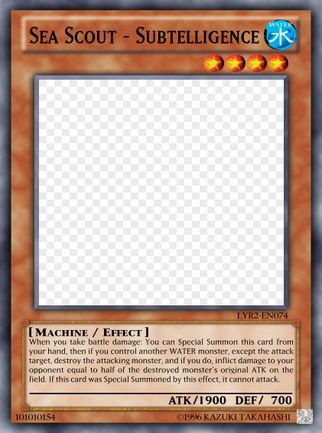 Sea Scout - Subtelligence
WATER
水
LYR2-EN074
[ Machine / Effect ]
When you take battle damage: You can Special Summon this card from
your hand, then if you control another WATER monster, except the attack
target, destroy the attacking monster, and if you do, inflict damage to your
opponent equal to half of the destroyed monster's original ATK on the
field. If this card was Special Summoned by this effect, it cannot attack.
ATK/1900 DEF/ 700
101010154
©1996 KAZUKI TAKAHASHI